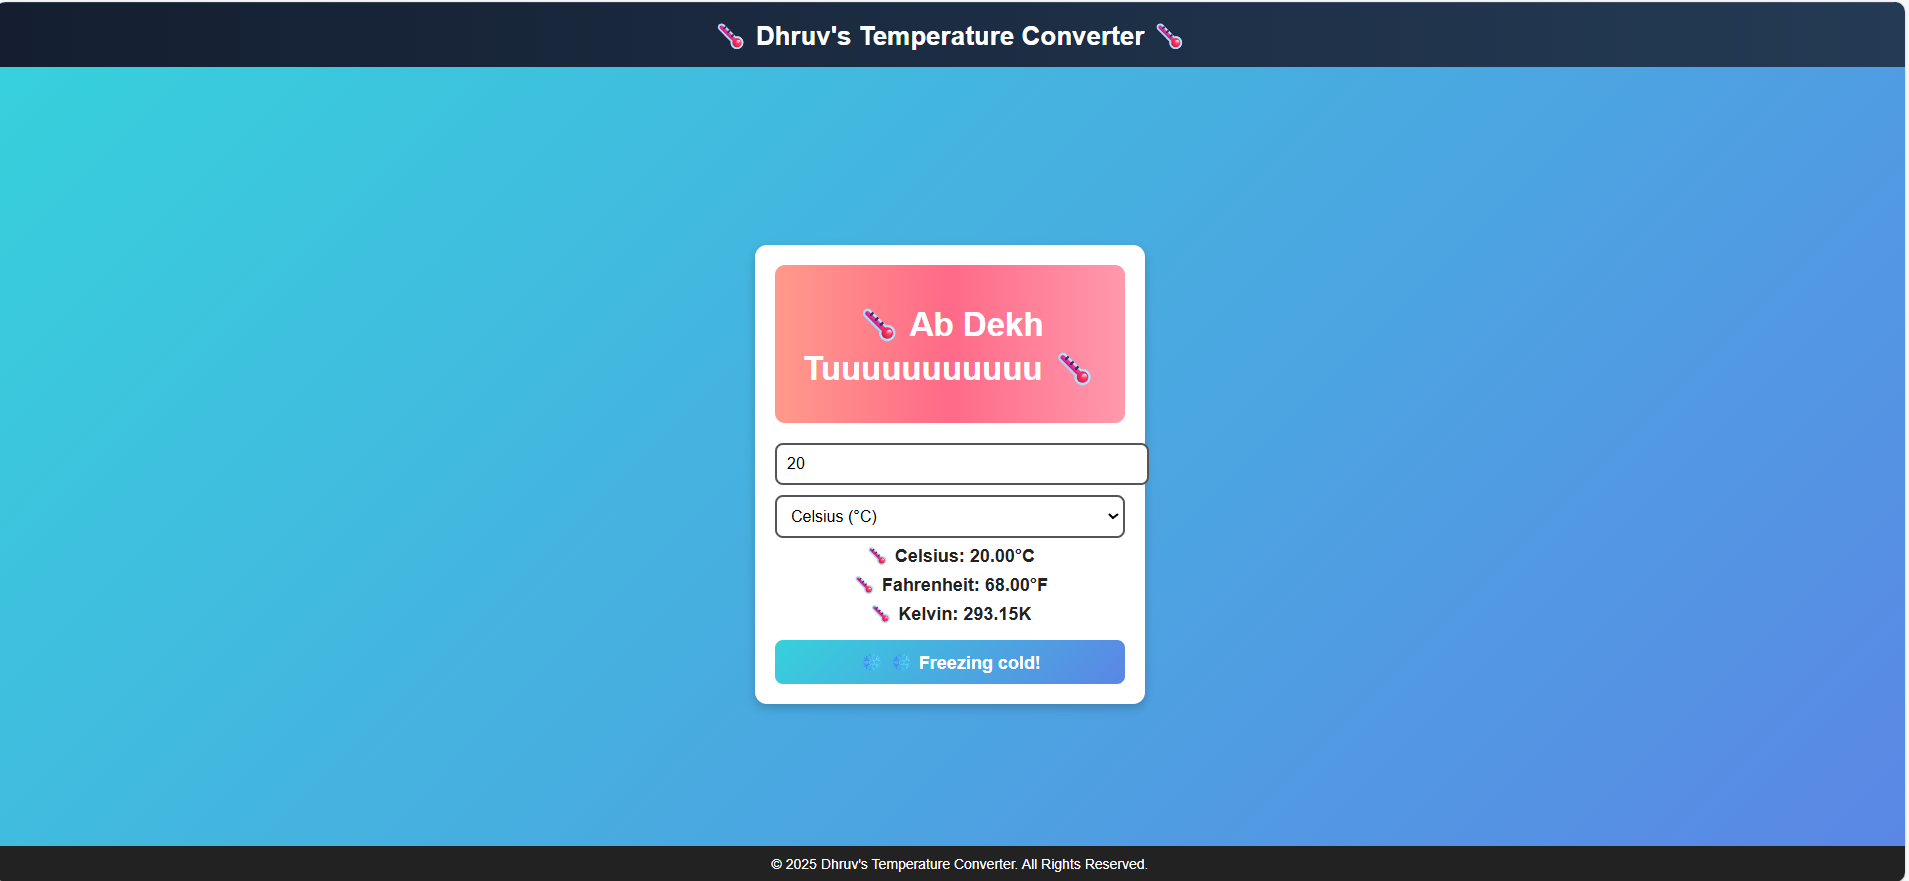 🌡️ Dhruv's Temperature Converter 🌡️
🌡️ Ab Dekh
Tuuuuuuuuuuu 🌡️
20
Celsius (°C)
🌡️ Celsius: 20.00°C
🌡️ Fahrenheit: 68.00°F
🌡️ Kelvin: 293.15K
❄️ ❄️ Freezing cold!
© 2025 Dhruv's Temperature Converter. All Rights Reserved.